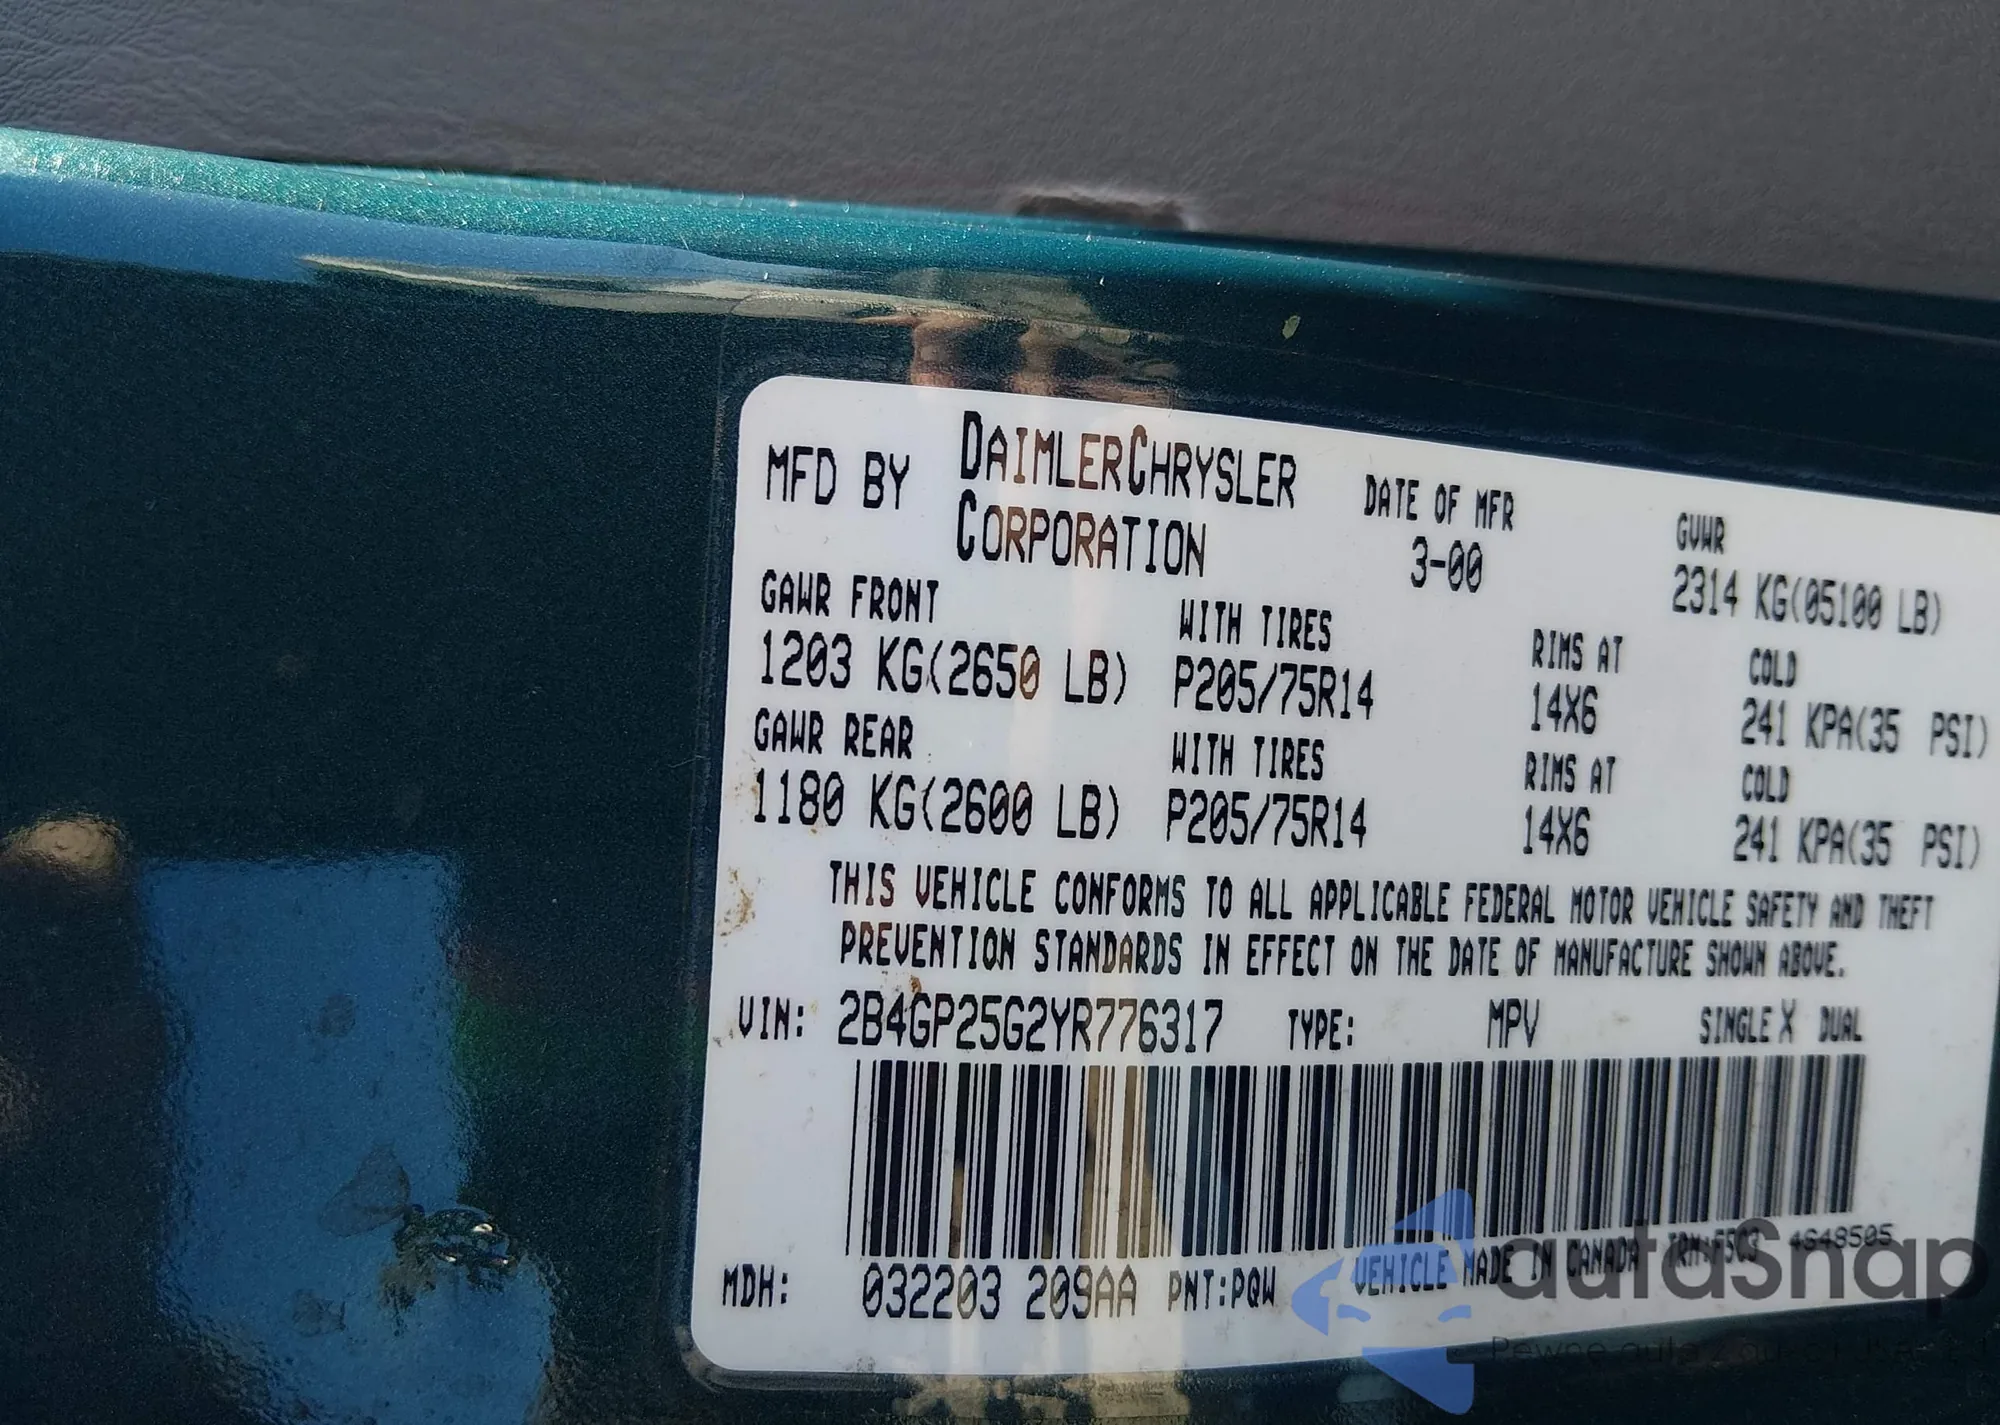 MFD BY DAIMLERCHRYSLER CORPORATION DATE OF MFR 3-00 GVWR 2314 KG(05100 LB)
GAWR FRONT WITH TIRES RIMS AT COLD
1203 KG(2650 LB) P205/75R14 14X6 241 KPA(35 PSI)
GAWR REAR WITH TIRES RIMS AT COLD
1180 KG(2600 LB) P205/75R14 14X6 241 KPA(35 PSI)
THIS VEHICLE CONFORMS TO ALL APPLICABLE FEDERAL MOTOR VEHICLE SAFETY AND THEFT
PREVENTION STANDARDS IN EFFECT ON THE DATE OF MANUFACTURE SHOWN ABOVE.
VIN: 2B4GP25G2YR776317 TYPE: MPV SINGLE X DUAL
VEHICLE MADE IN CANADA 4648505
MDH: 032203 209AA PNT:PQW
autaSnap
Pewne auta z